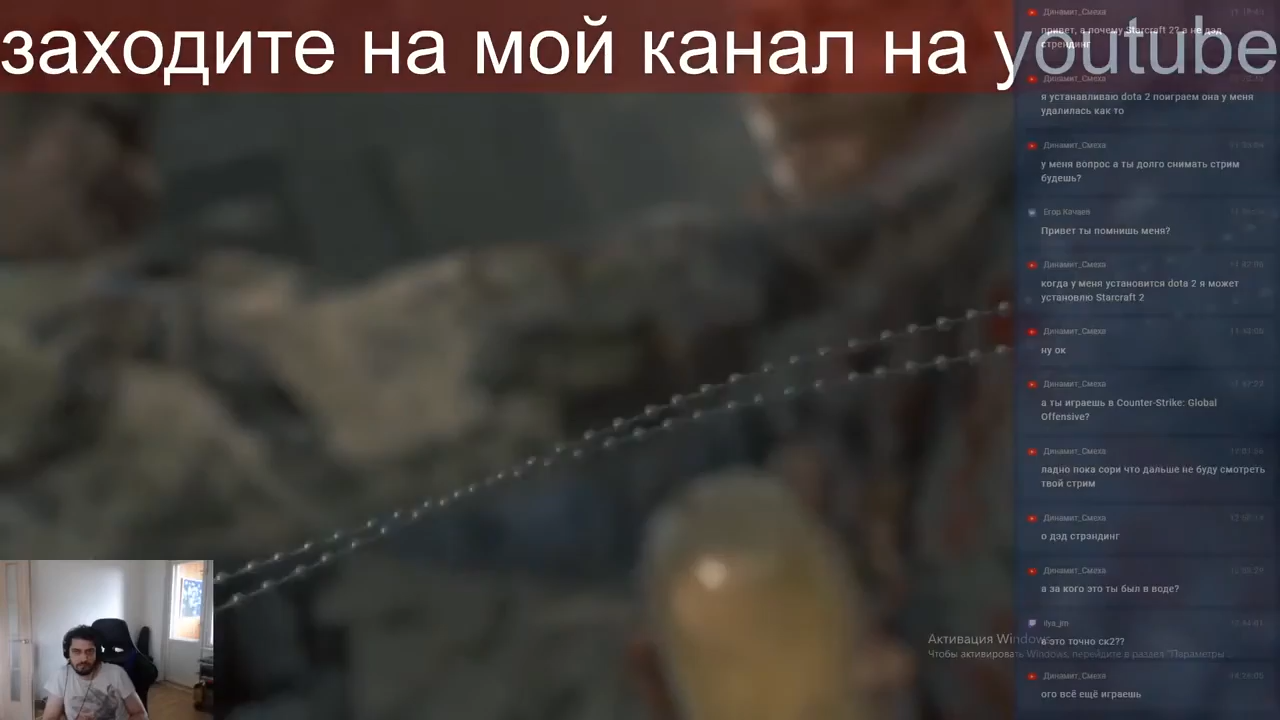 заходите на мой канал на youtube
Динамит_Смеха
привет, а почему Starcraft 2? а не дэд
стрендинг
Динамит_Смеха
я устанавливаю dota 2 поиграем она у меня
удалилась как то
Динамит_Смеха
у меня вопрос а ты долго снимать стрим
будешь?
Егор Качаев
Привет ты помнишь меня?
Динамит_Смеха
когда у меня установится dota 2 я может
установлю Starcraft 2
Динамит_Смеха
ну ок
Динамит_Смеха
а ты играешь в Counter-Strike: Global
Offensive?
Динамит_Смеха
ладно пока сори что дальше не буду смотреть
твой стрим
Динамит_Смеха
о дэд стрэндинг
Динамит_Смеха
а за кого это ты был в воде?
ilya_jm
в это точно ск2??
Активация Windows
Чтобы активировать Windows, перейдите в раздел "Параметры
Динамит_Смеха
ого всё ещё играешь